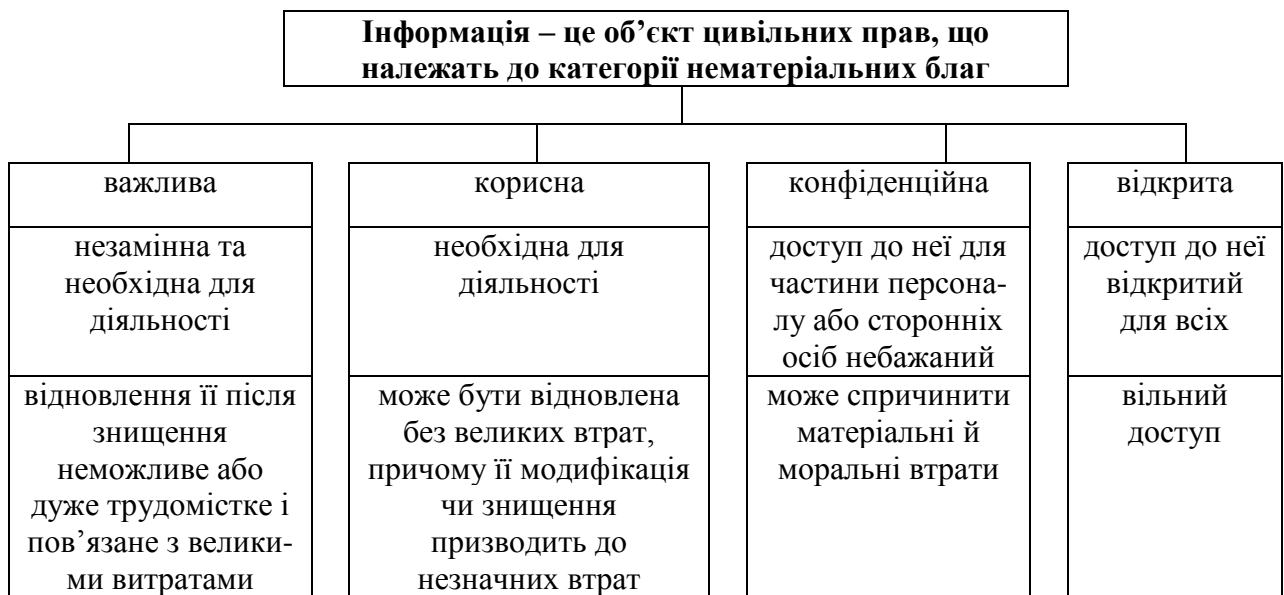 Інформація – це об’єкт цивільних прав, що
належать до категорії нематеріальних благ
важлива
незамінна та
необхідна для
діяльності
відновлення її після
знищення
неможливе або
дуже трудомістке і
пов’язане з велики-
ми витратами
корисна
необхідна для
діяльності
може бути відновлена
без великих втрат,
причому її модифікація
чи знищення
призводить до
незначних втрат
конфіденційна
доступ до неї для
частини персона-
лу або сторонніх
осіб небажаний
може спричинити
матеріальні й
моральні втрати
відкрита
доступ до неї
відкритий
для всіх
вільний
доступ